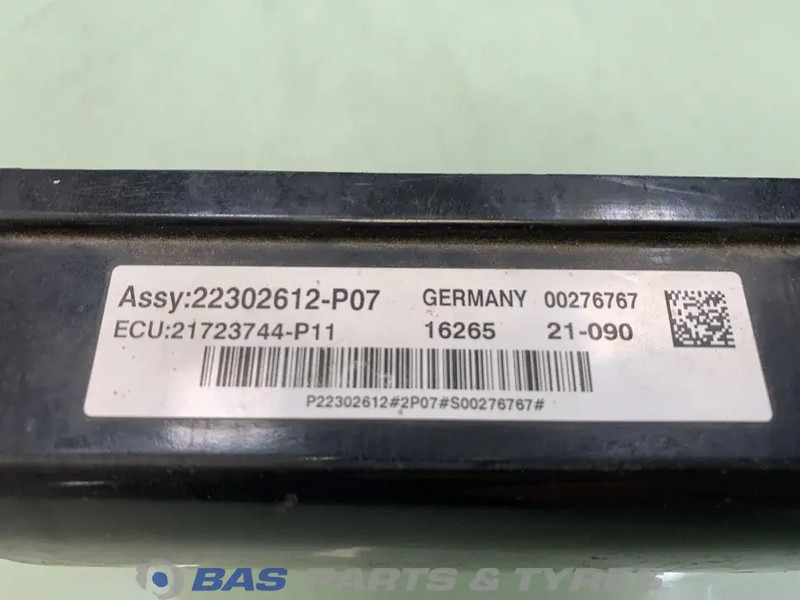 Assy:22302612-P07 GERMANY 00276767
ECU:21723744-P11 16265 21-090
P22302612#2P07#S00276767#
BAS PARTS & TYRES